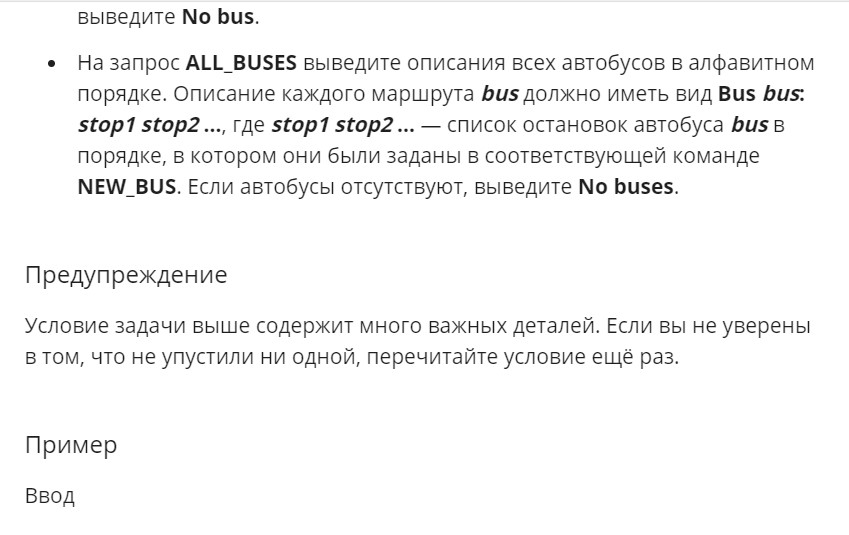 выведите No bus.
• На запрос ALL_BUSES выведите описания всех автобусов в алфавитном
порядке. Описание каждого маршрута bus должно иметь вид Bus bus:
stop1 stop2 ..., где stop1 stop2 ... — список остановок автобуса bus в
порядке, в котором они были заданы в соответствующей команде
NEW_BUS. Если автобусы отсутствуют, выведите No buses.
Предупреждение
Условие задачи выше содержит много важных деталей. Если вы не уверены
в том, что не упустили ни одной, перечитайте условие ещё раз.
Пример
Ввод